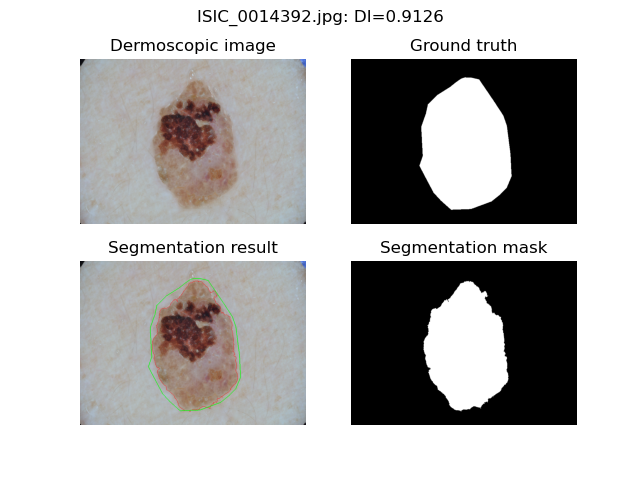 ISIC_0014392.jpg: DI=0.9126
Dermoscopic image
Ground truth
Segmentation result
Segmentation mask